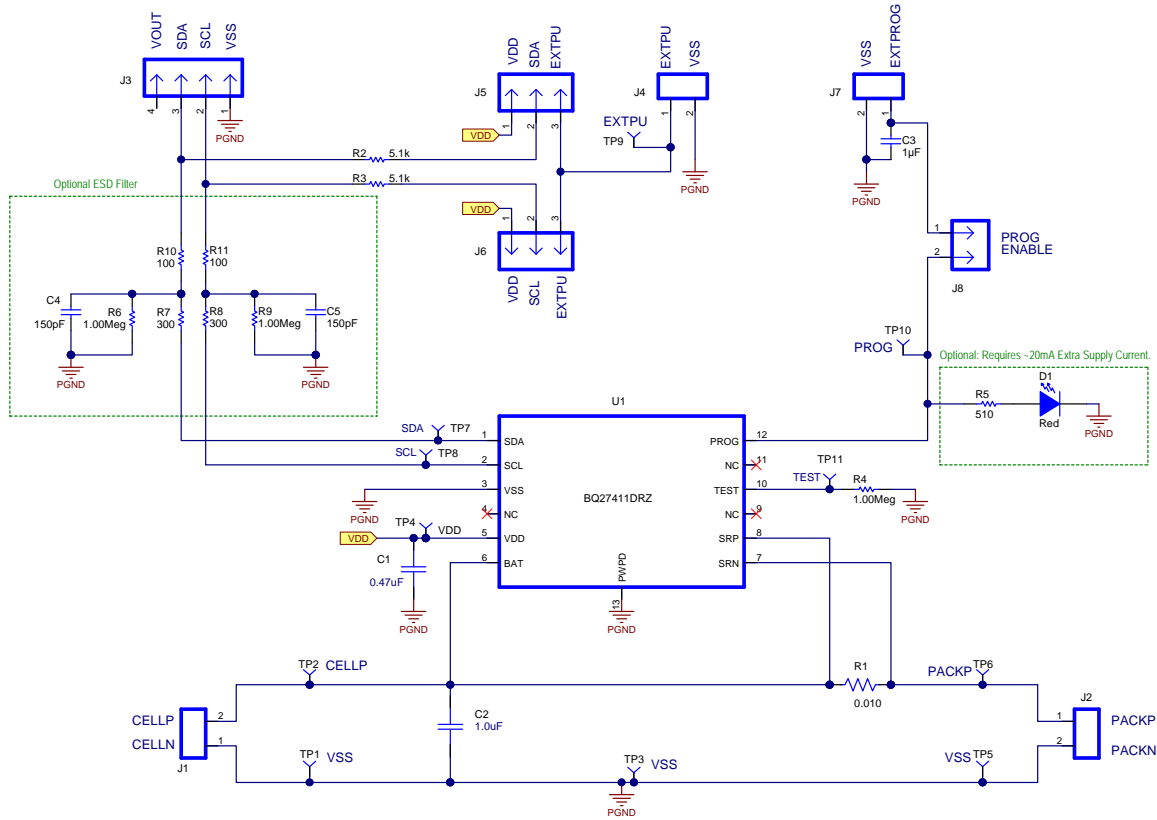 VOUT
SDA
SCL
VSS
J3
4
3
2
1
PGND
VDD
SDA
EXTPU
J5
VDD
1
2
3
EXTPU
VSS
J4
1
2
EXTPU
TP9
PGND
VSS
EXTPROG
J7
2
1
C3
1µF
PGND
R2 5.1k
R3 5.1k
VDD
1
2
3
J6
VDD
SCL
EXTPU
1
2
PROG
ENABLE
J8
Optional ESD Filter
R10
100
R11
100
C4
150pF
R6
1.00Meg
R7
300
R8
300
R9
1.00Meg
C5
150pF
PGND
PGND
TP10
PROG
Optional: Requires ~20mA Extra Supply Current.
R5
510
D1
Red
PGND
U1
BQ27411DRZ
SDA TP7
1 SDA
SCL TP8
2 SCL
3 VSS
PGND
4 NC
VDD
TP4 VDD
5 VDD
6 BAT
C1
0.47uF
PGND
PROG 12
NC 11
TEST 10
TP11
TEST
R4
1.00Meg
PGND
NC 9
SRP 8
SRN 7
PWPD
13
PGND
TP2 CELLP
R1
0.010
PACKP TP6
CELLP
2
CELLN
1
J1
C2
1.0uF
TP1 VSS
TP3 VSS
PGND
VSS TP5
J2
1
PACKP
2
PACKN